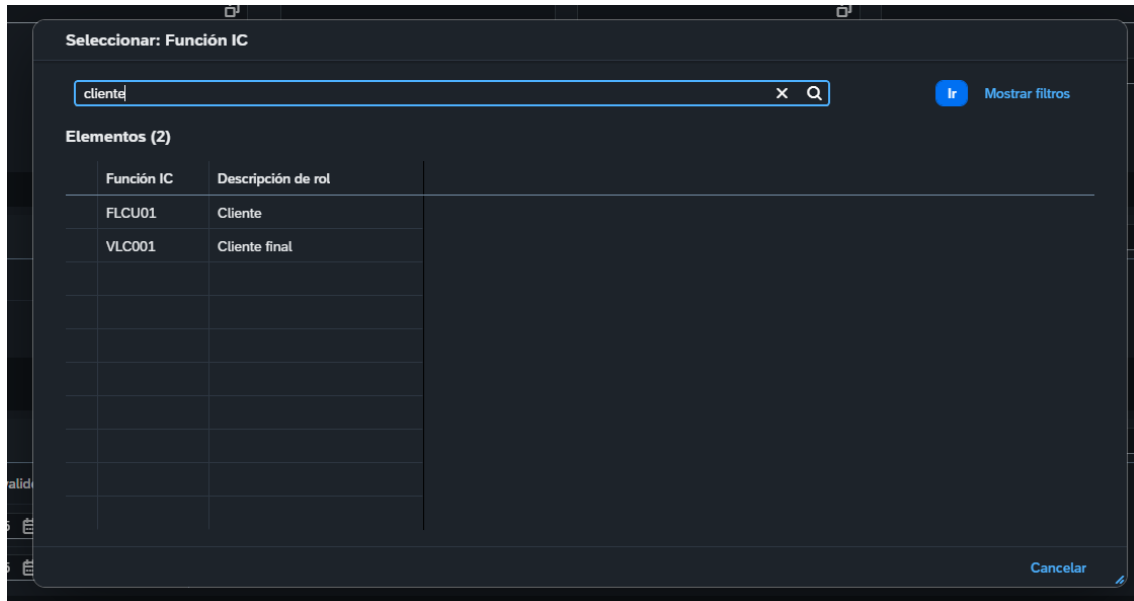 Seleccionar: Función IC
cliente
Ir
Mostrar filtros
Elementos (2)
Función IC Descripción de rol
FLCU01 Cliente
VLC001 Cliente final
Cancelar